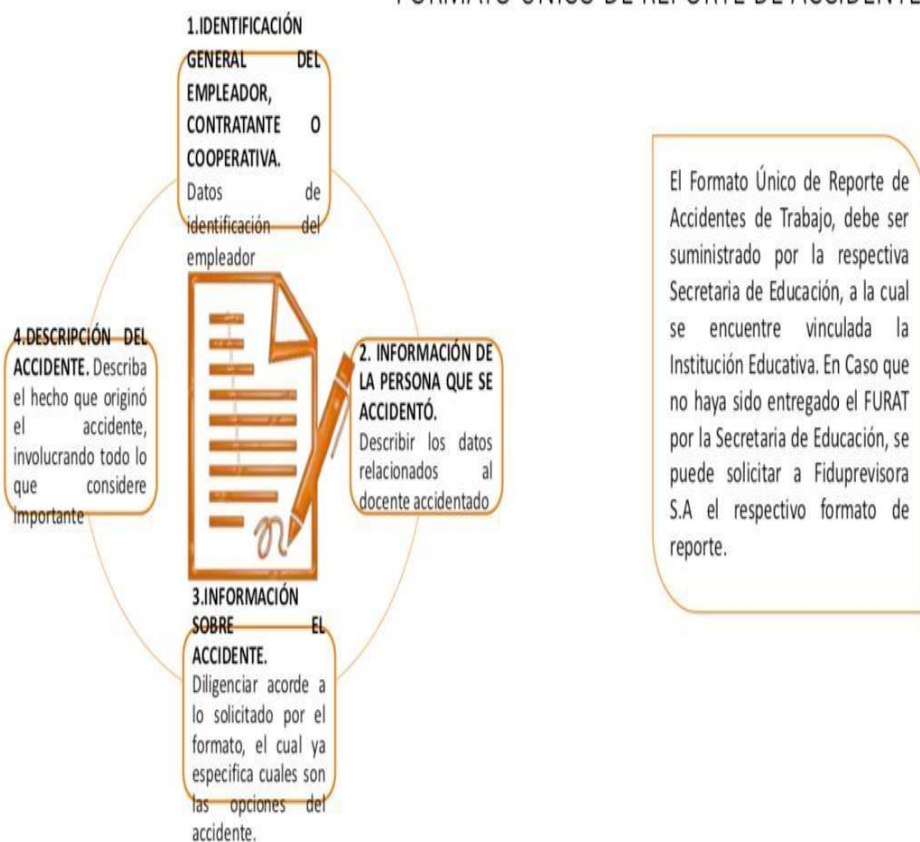 FORMATO ÚNICO DE REPORTE DE ACCIDENTE
1.IDENTIFICACIÓN
GENERAL DEL
EMPLEADOR,
CONTRATANTE O
COOPERATIVA.
Datos de
identificación del
empleador
2. INFORMACIÓN DE
LA PERSONA QUE SE
ACCIDENTÓ.
Describir los datos
relacionados al
docente accidentado
3.INFORMACIÓN
SOBRE EL
ACCIDENTE.
Diligenciar acorde a
lo solicitado por el
formato, el cual ya
especifica cuales son
las opciones del
accidente.
4.DESCRIPCIÓN DEL
ACCIDENTE. Describa
el hecho que originó
el accidente,
involucrando todo lo
que considere
importante
El Formato Único de Reporte de
Accidentes de Trabajo, debe ser
suministrado por la respectiva
Secretaria de Educación, a la cual
se encuentre vinculada la
Institución Educativa. En Caso que
no haya sido entregado el FURAT
por la Secretaria de Educación, se
puede solicitar a Fiduprevisora
S.A el respectivo formato de
reporte.